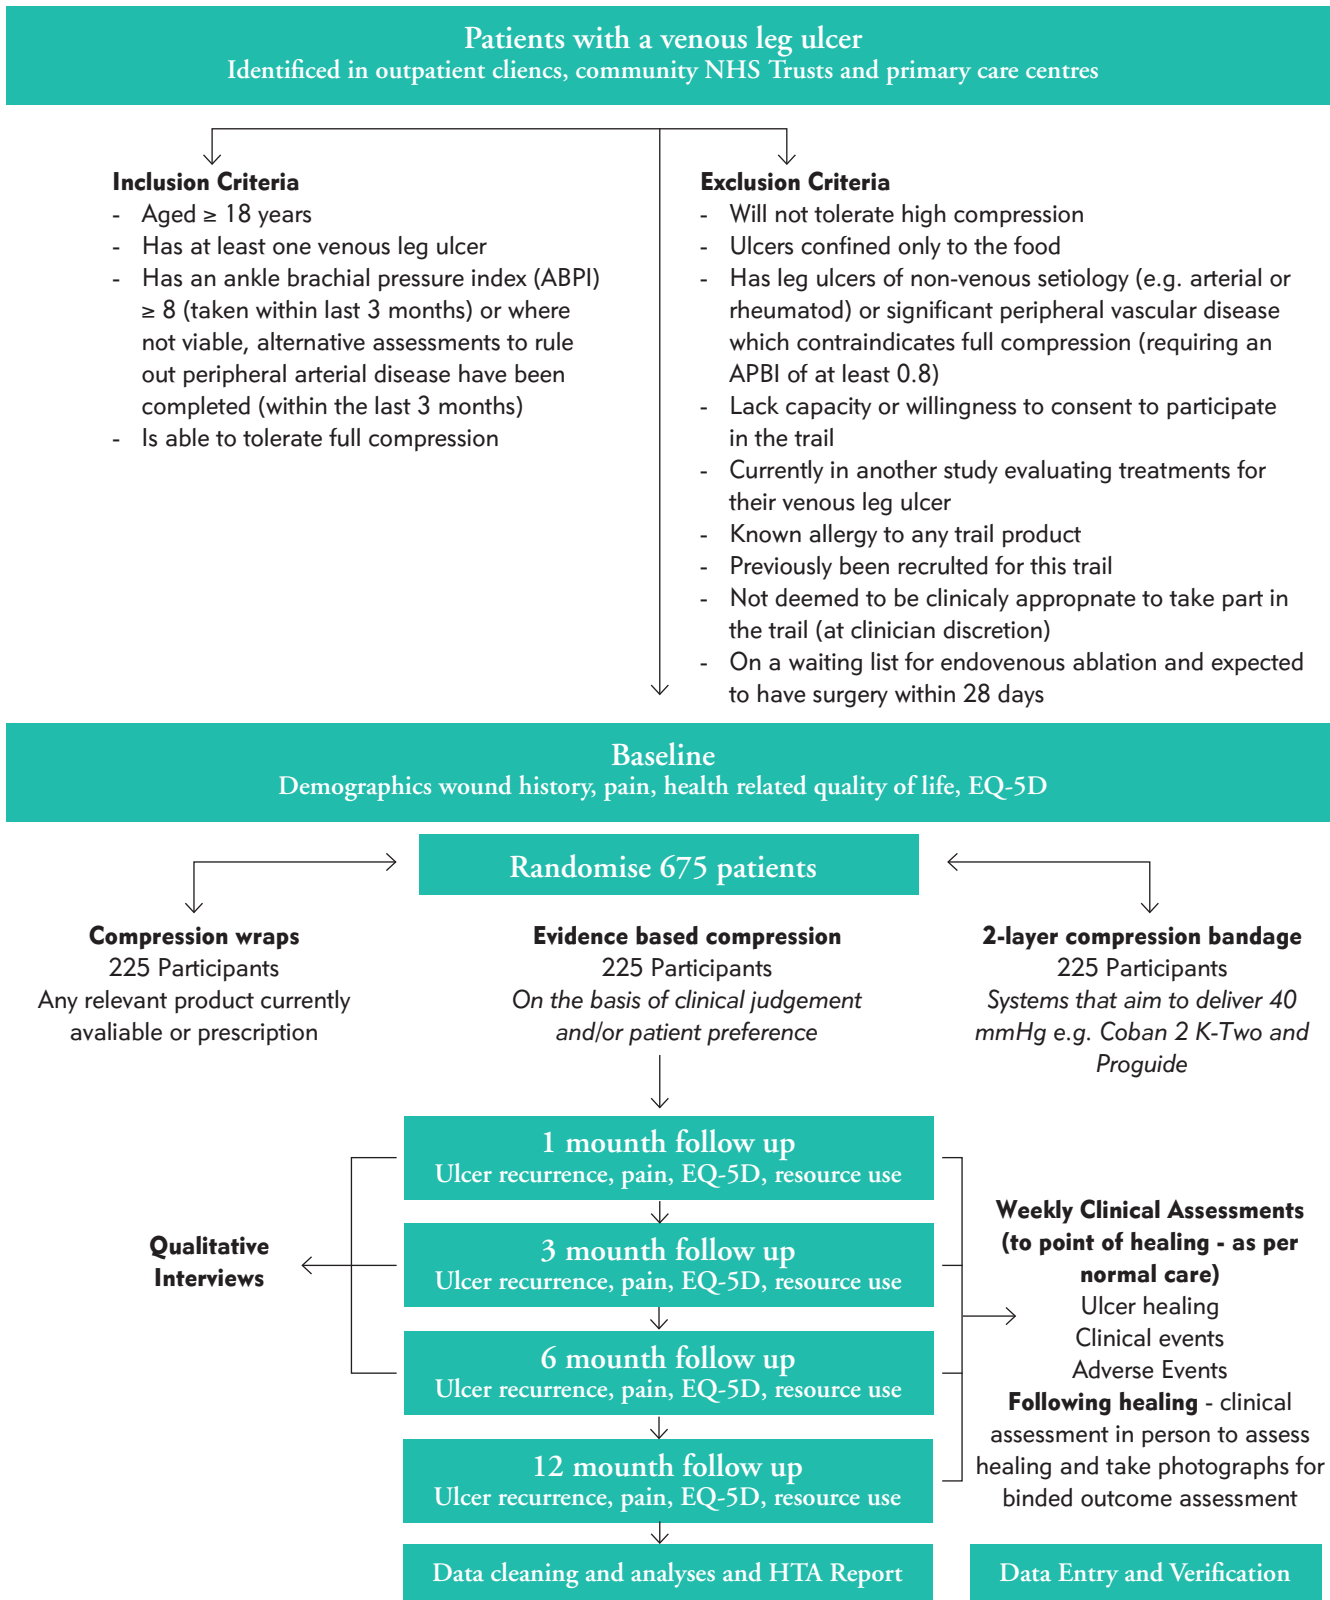 Patients with a venous leg ulcer
Identificed in outpatient cliencs, community NHS Trusts and primary care centres
Inclusion Criteria
- Aged ≥ 18 years
- Has at least one venous leg ulcer
- Has an ankle brachial pressure index (ABPI)
≥ 8 (taken within last 3 months) or where
not viable, alternative assessments to rule
out peripheral arterial disease have been
completed (within the last 3 months)
- Is able to tolerate full compression
Exclusion Criteria
- Will not tolerate high compression
- Ulcers confined only to the food
- Has leg ulcers of non-venous setiology (e.g. arterial or
rheumatod) or significant peripheral vascular disease
which contraindicates full compression (requiring an
APBI of at least 0.8)
- Lack capacity or willingness to consent to participate
in the trail
- Currently in another study evaluating treatments for
their venous leg ulcer
- Known allergy to any trail product
- Previously been recrulted for this trail
- Not deemed to be clinicaly appropnate to take part in
the trail (at clinician discretion)
- On a waiting list for endovenous ablation and expected
to have surgery within 28 days
Baseline
Demographics wound history, pain, health related quality of life, EQ-5D
Randomise 675 patients
Compression wraps
225 Participants
Any relevant product currently
avaliable or prescription
Evidence based compression
225 Participants
On the basis of clinical judgement
and/or patient preference
2-layer compression bandage
225 Participants
Systems that aim to deliver 40
mmHg e.g. Coban 2 K-Two and
Proguide
1 mounth follow up
Ulcer recurrence, pain, EQ-5D, resource use
3 mounth follow up
Ulcer recurrence, pain, EQ-5D, resource use
6 mounth follow up
Ulcer recurrence, pain, EQ-5D, resource use
12 mounth follow up
Ulcer recurrence, pain, EQ-5D, resource use
Qualitative
Interviews
Weekly Clinical Assessments
(to point of healing - as per
normal care)
Ulcer healing
Clinical events
Adverse Events
Following healing - clinical
assessment in person to assess
healing and take photographs for
binded outcome assessment
Data cleaning and analyses and HTA Report
Data Entry and Verification